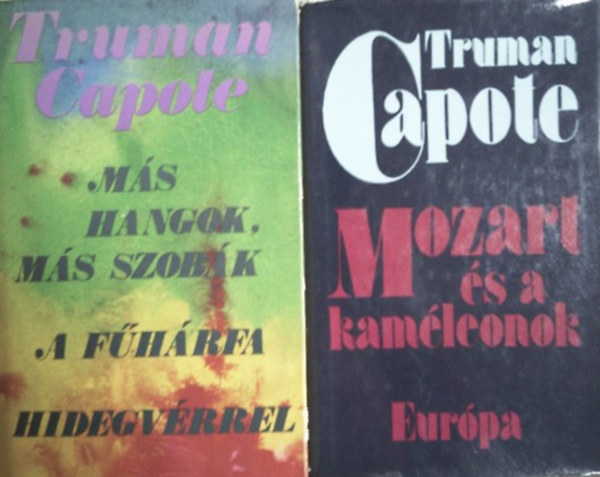 Truman
Capote
MÁS
HANGOK,
MÁS SZOBÁK
A FŰHÁRFA
HIDEGVÉRREL
Truman
Capote
Mozart
és a
kaméleonok
Európa